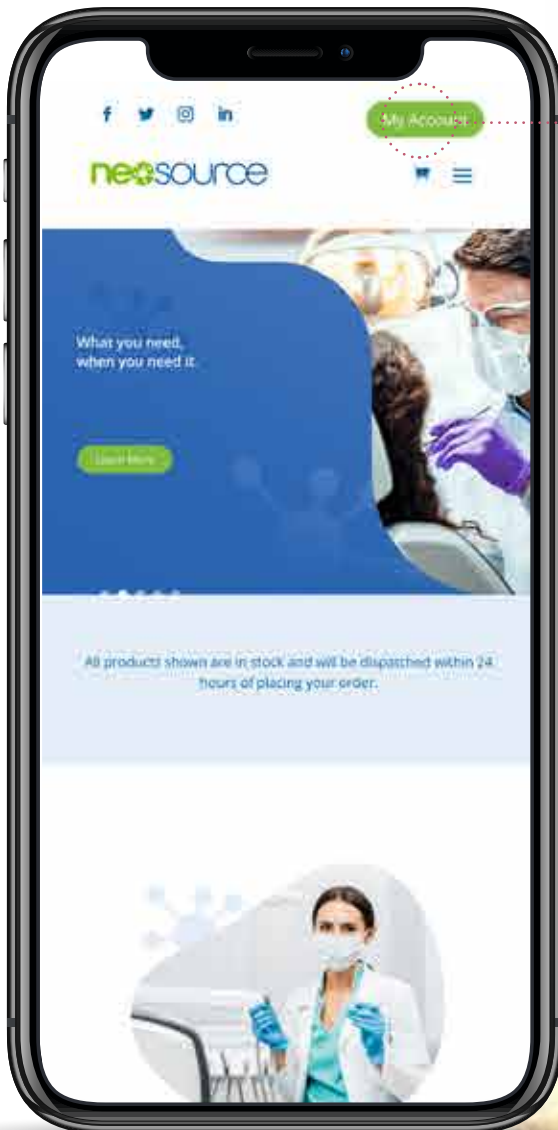 My Account
neosource
What you need,
when you need it
Learn More
All products shown are in stock and will be dispatched within 24
hours of placing your order.